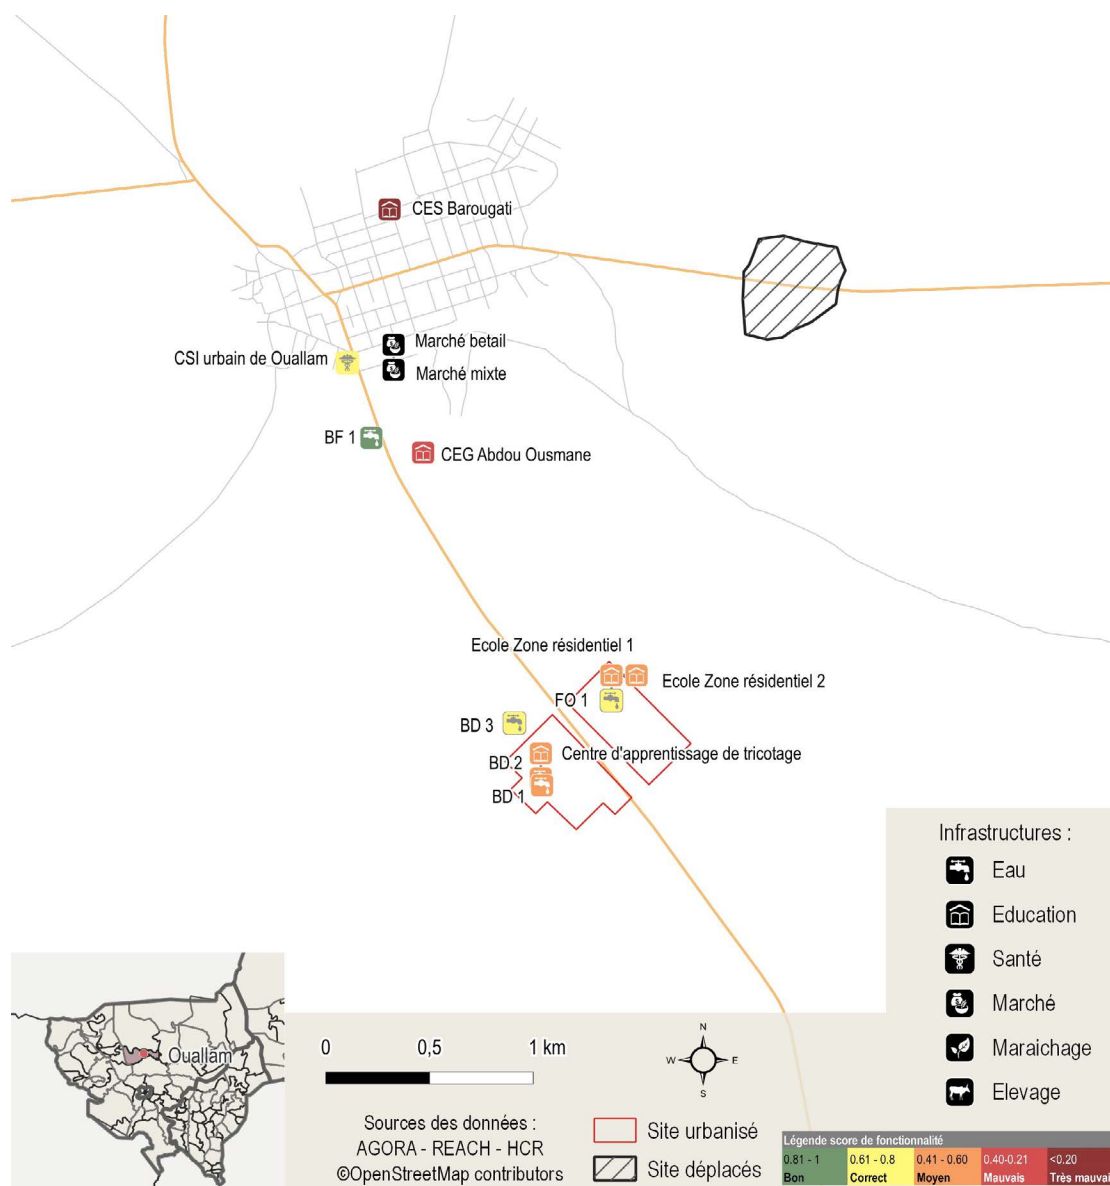 CES Barougati
Marché betail
CSI urbain de Ouallam
Marché mixte
BF 1
CEG Abdou Ousmane
Ecole Zone résidentiel 1
Ecole Zone résidentiel 2
FO 1
BD 3
Centre d'apprentissage de tricotage
BD 2
BD 1
Infrastructures :
Eau
Education
Santé
Marché
Maraichage
Elevage
Ouallam
0 0,5 1 km
N
W E
S
Sources des données :
AGORA - REACH - HCR
©OpenStreetMap contributors
Site urbanisé
Site déplacés
Légende score de fonctionnalité
0.81 - 1 0.61 - 0.8 0.41 - 0.60 0.40-0.21 <0.20
Bon Correct Moyen Mauvais Très mauvai